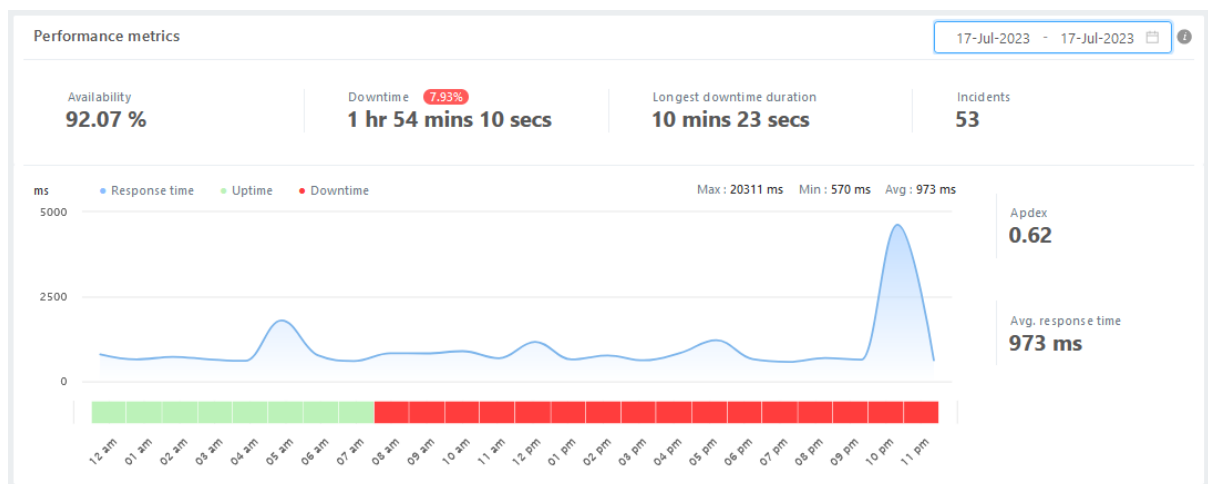 Performance metrics
17-Jul-2023 - 17-Jul-2023
Availability
92.07 %
Downtime 7.93%
1 hr 54 mins 10 secs
Longest downtime duration
10 mins 23 secs
Incidents
53
ms
Response time Uptime Downtime
Max : 20311 ms Min : 570 ms Avg : 973 ms
5000
2500
0
12 am 01 am 02 am 03 am 04 am 05 am 06 am 07 am 08 am 09 am 10 am 11 am 12 pm 01 pm 02 pm 03 pm 04 pm 05 pm 06 pm 07 pm 08 pm 09 pm 10 pm 11 pm
Apdex
0.62
Avg. response time
973 ms